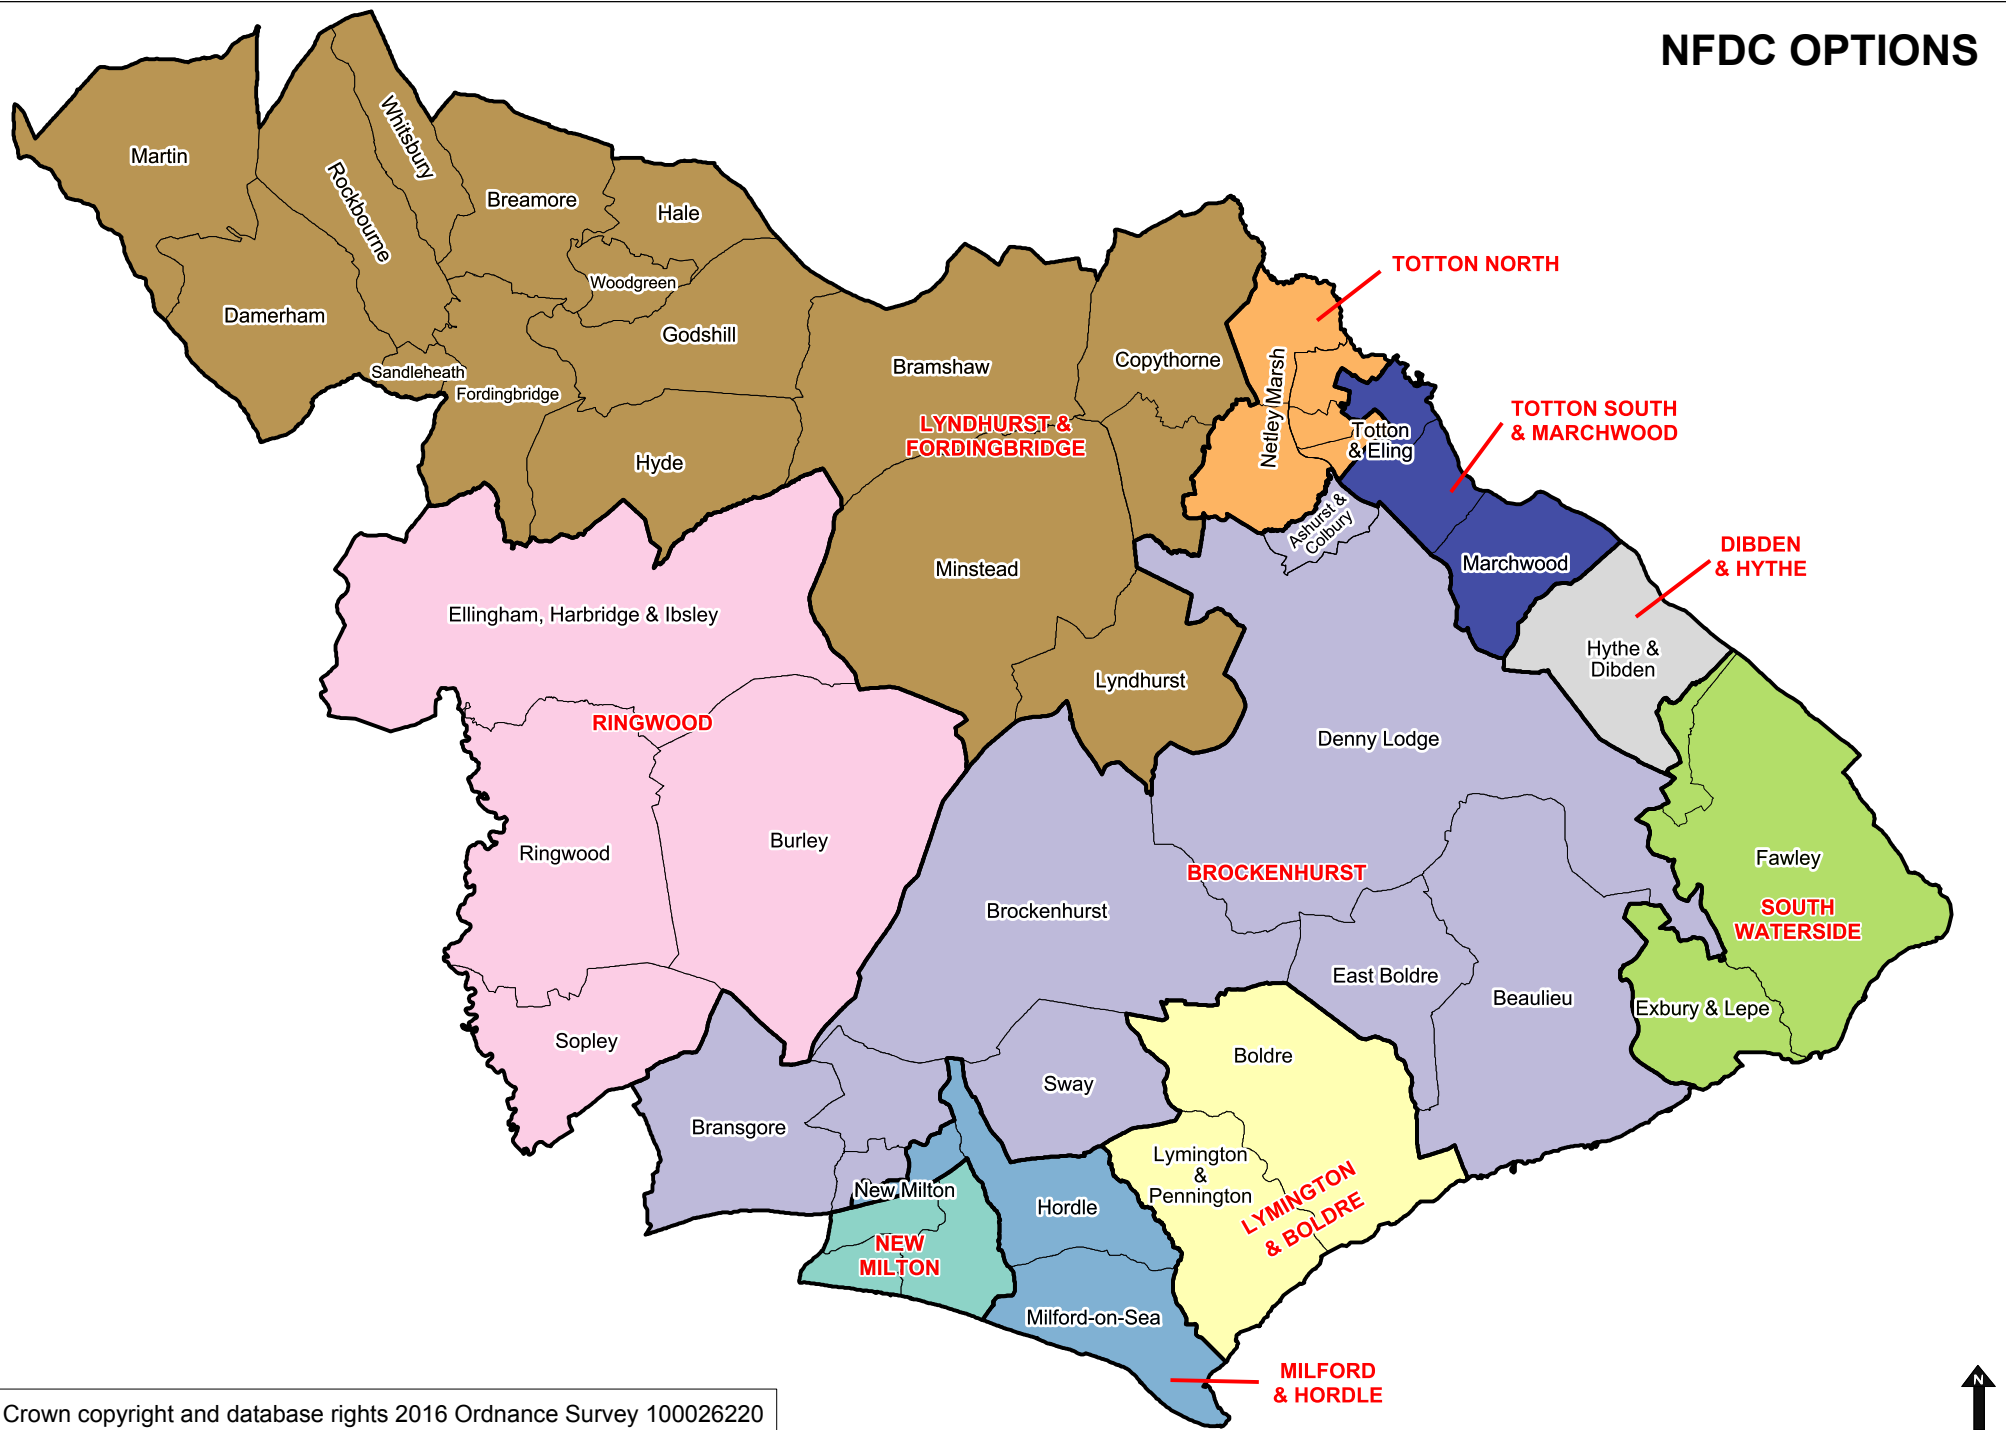 NFDC OPTIONS
Martin
Whitsbury
Rockbourne
Breamore
Hale
Woodgreen
Damerham
Godshill
Sandleheath
Fordingbridge
Hyde
Bramshaw
Copythorne
LYNDHURST &
FORDINGBRIDGE
Minstead
Lyndhurst
TOTTON NORTH
Netley Marsh
Totton
& Eling
TOTTON SOUTH
& MARCHWOOD
Ashurst &
Colbury
Marchwood
DIBDEN
& HYTHE
Hythe &
Dibden
Ellingham, Harbridge & Ibsley
RINGWOOD
Ringwood
Burley
Sopley
Denny Lodge
BROCKENHURST
Brockenhurst
East Boldre
Beaulieu
Fawley
SOUTH
WATERSIDE
Exbury & Lepe
Boldre
Sway
Bransgore
Lymington
&
Pennington
LYMINGTON
& BOLDRE
New Milton
NEW
MILTON
Hordle
Milford-on-Sea
MILFORD
& HORDLE
N
Crown copyright and database rights 2016 Ordnance Survey 100026220